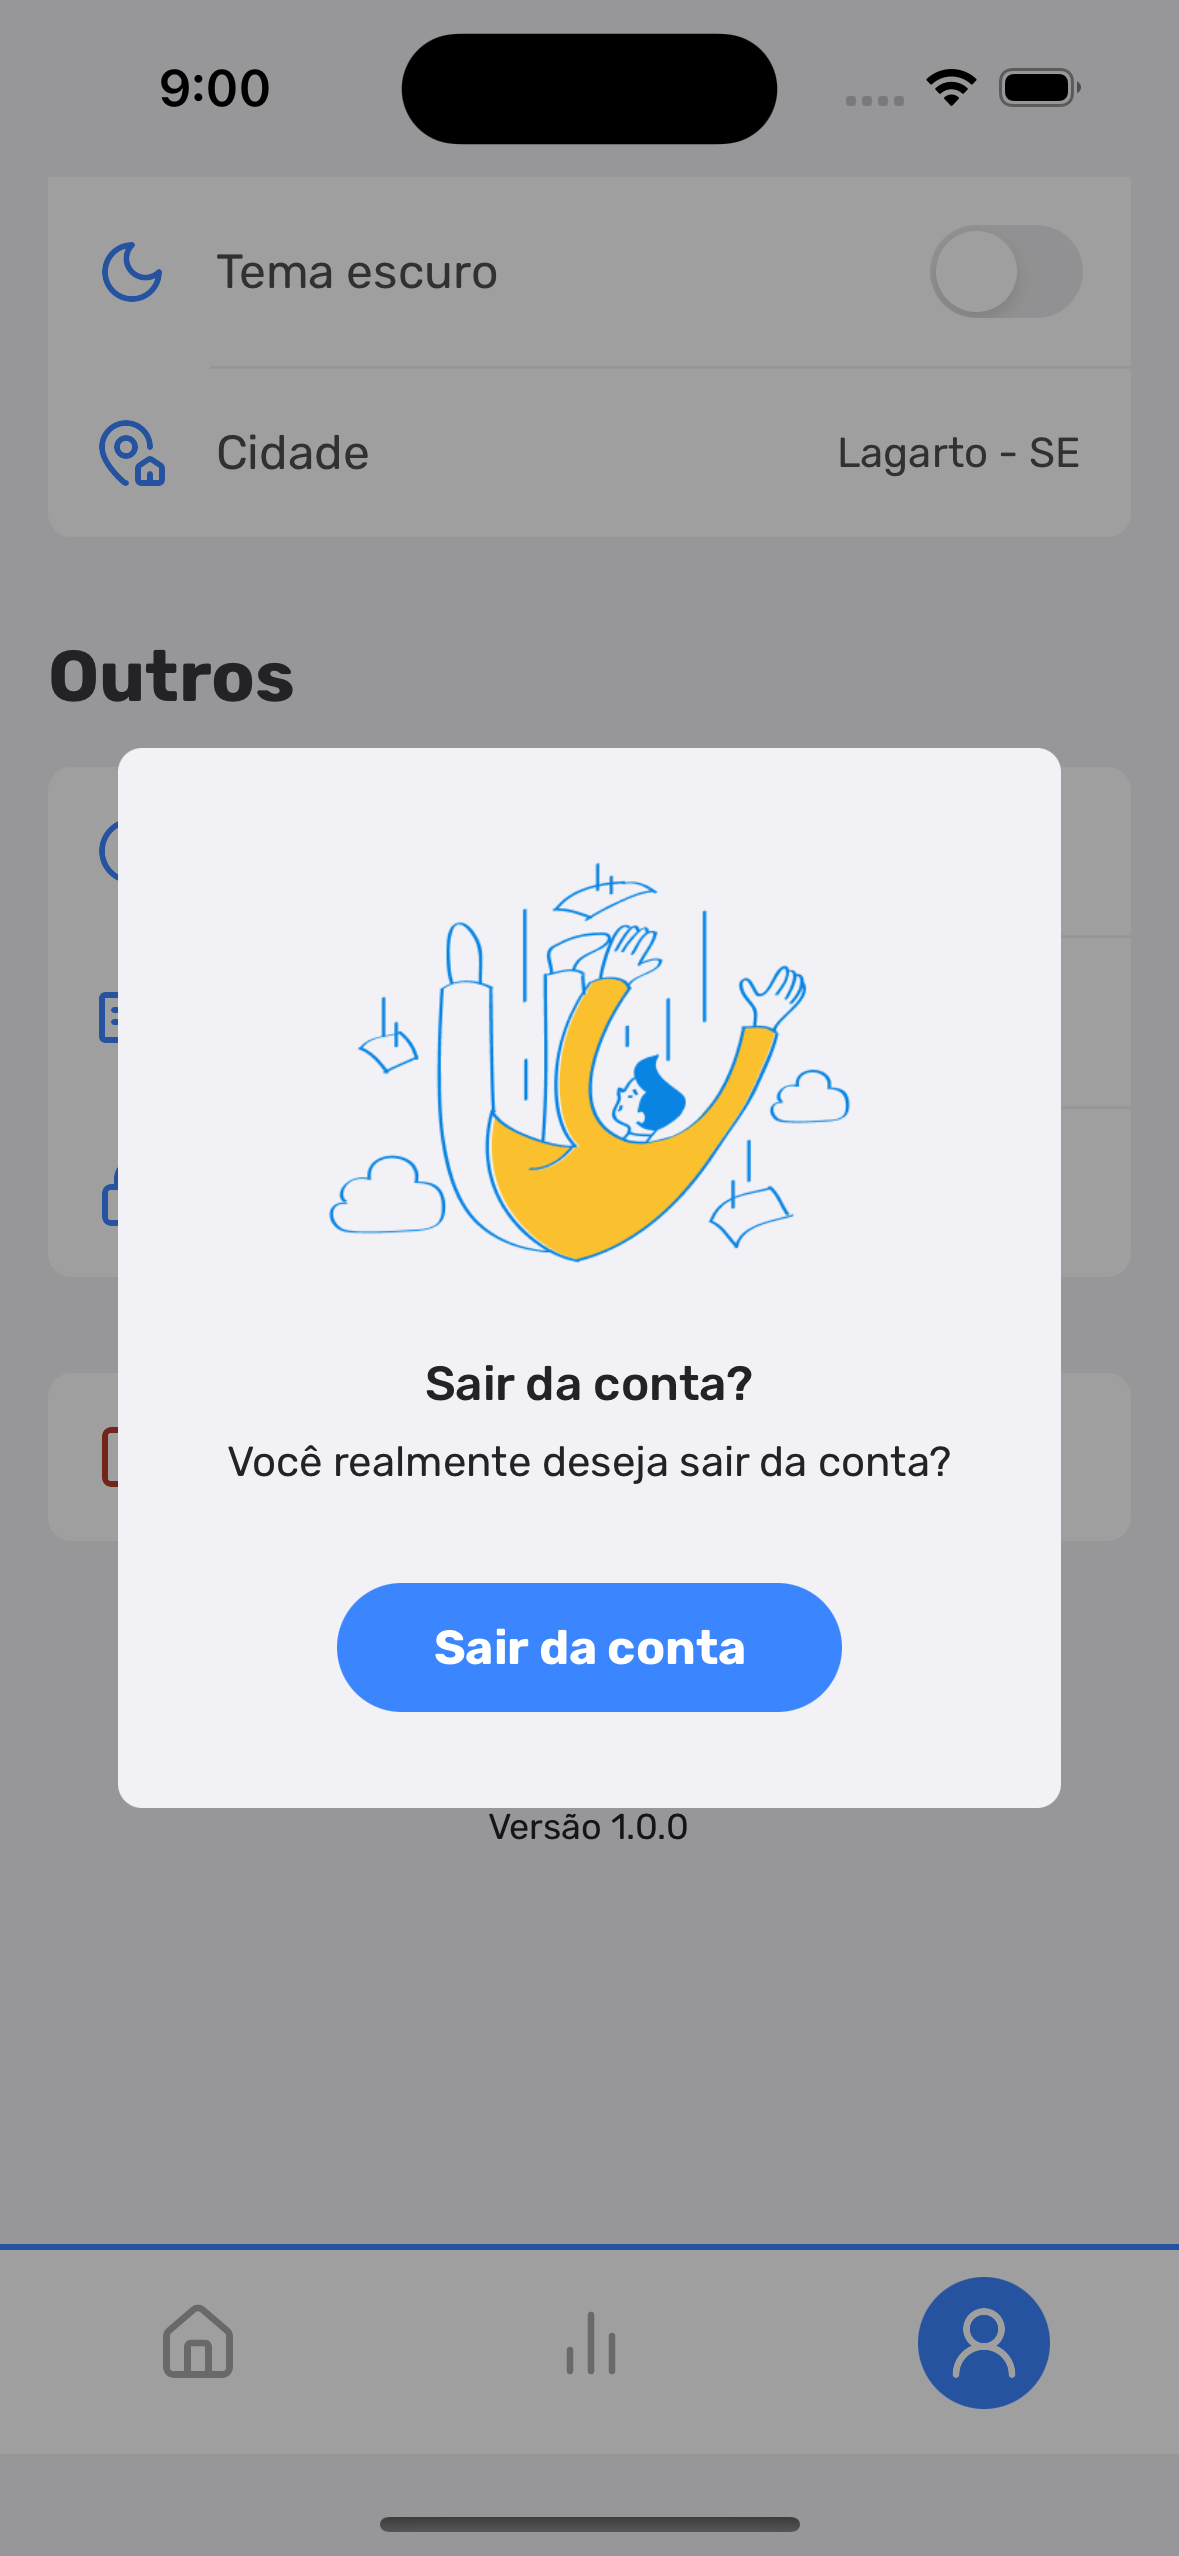 9:00
Tema escuro
Cidade
Lagarto - SE
Outros
Sair da conta?
Você realmente deseja sair da conta?
Sair da conta
Versão 1.0.0